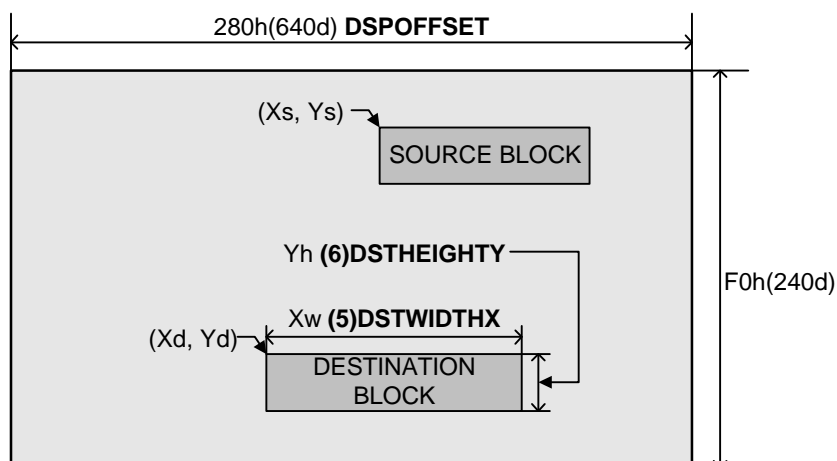 280h(640d) DSPOFFSET
(Xs, Ys)
SOURCE BLOCK
Yh (6)DSTHEIGHTY
F0h(240d)
Xw (5)DSTWIDTHX
(Xd, Yd)
DESTINATION
BLOCK